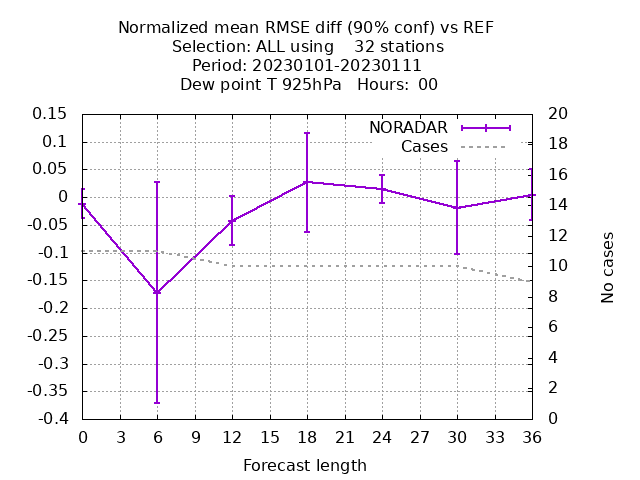 Normalized mean RMSE diff (90% conf) vs REF
Selection: ALL using    32 stations
Period: 20230101-20230111
Dew point T 925hPa   Hours:  00
NORADAR
Cases
0.15
0.1
0.05
0
-0.05
-0.1
-0.15
-0.2
-0.25
-0.3
-0.35
-0.4
20
18
16
14
12
10
8
6
4
2
0
No cases
0 3 6 9 12 15 18 21 24 27 30 33 36
Forecast length